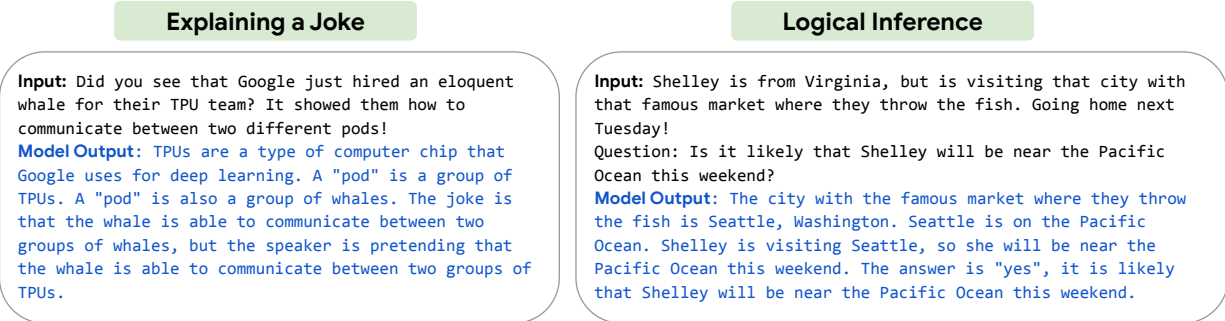 Explaining a Joke
Input: Did you see that Google just hired an eloquent
whale for their TPU team? It showed them how to
communicate between two different pods!
Model Output: TPUs are a type of computer chip that
Google uses for deep learning. A "pod" is a group of
TPUs. A "pod" is also a group of whales. The joke is
that the whale is able to communicate between two
groups of whales, but the speaker is pretending that
the whale is able to communicate between two groups of
TPUs.
Logical Inference
Input: Shelley is from Virginia, but is visiting that city with
that famous market where they throw the fish. Going home next
Tuesday!
Question: Is it likely that Shelley will be near the Pacific
Ocean this weekend?
Model Output: The city with the famous market where they throw
the fish is Seattle, Washington. Seattle is on the Pacific
Ocean. Shelley is visiting Seattle, so she will be near the
Pacific Ocean this weekend. The answer is "yes", it is likely
that Shelley will be near the Pacific Ocean this weekend.